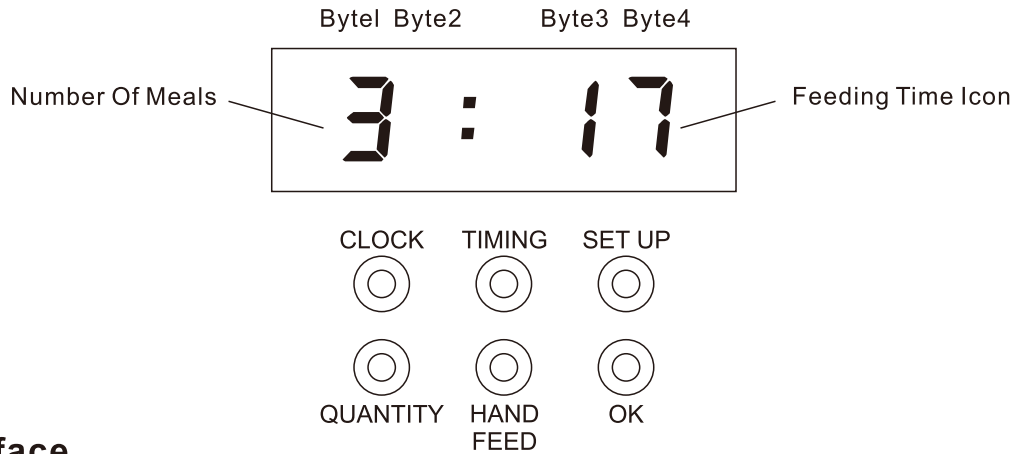 Bytel Byte2 Byte3 Byte4
Number Of Meals 3 : 17 Feeding Time Icon
CLOCK TIMING SET UP
QUANTITY HAND FEED OK
face